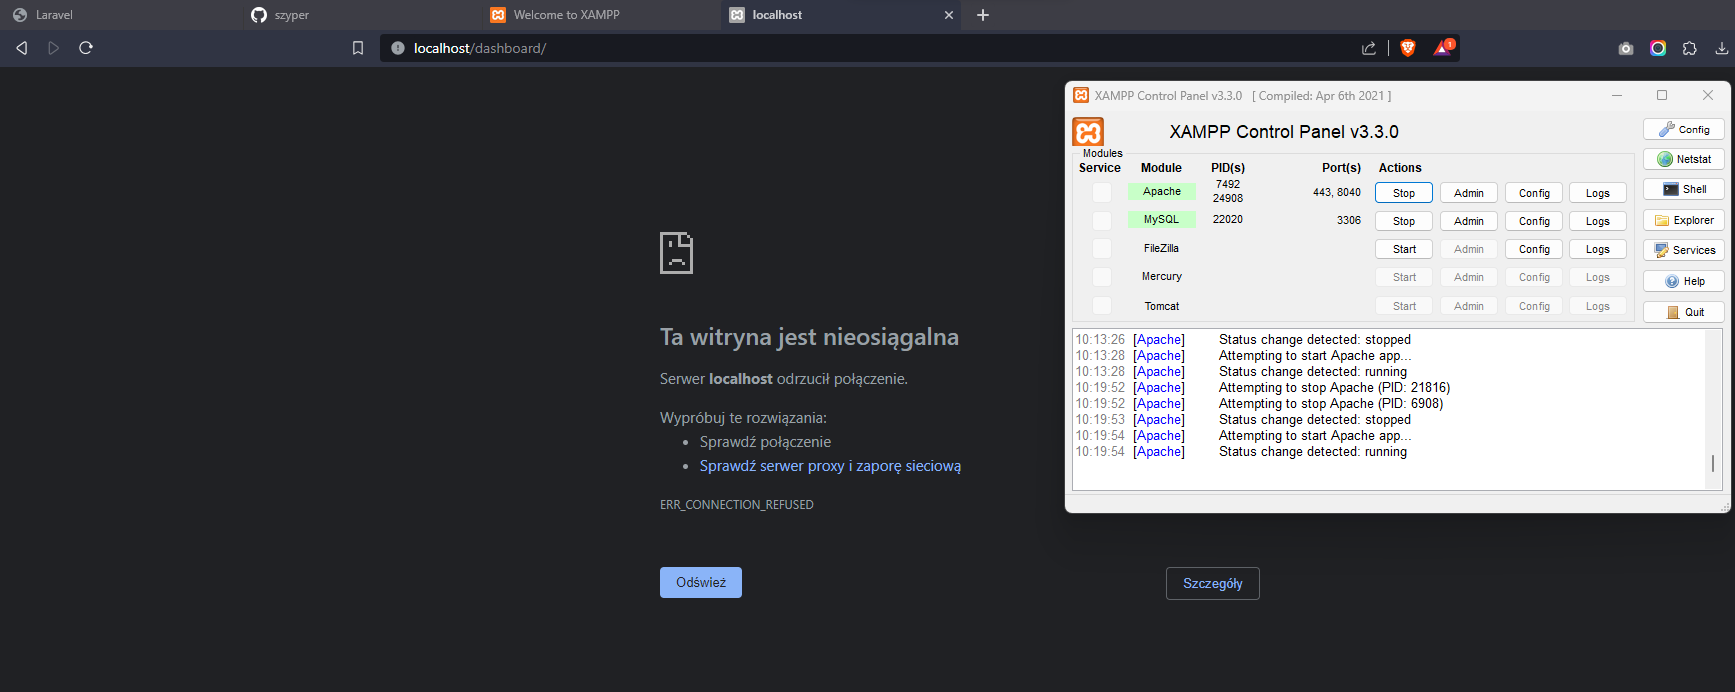 Laravel
szyper
Welcome to XAMPP
localhost
localhost/dashboard/
1
Ta witryna jest nieosiągalna
Serwer localhost odrzucił połączenie.
Wypróbuj te rozwiązania:
Sprawdź połączenie
Sprawdź serwer proxy i zaporę sieciową
ERR_CONNECTION_REFUSED
Odśwież
Szczegóły
XAMPP Control Panel v3.3.0 [ Compiled: Apr 6th 2021 ]
XAMPP Control Panel v3.3.0
Modules
Service Module PID(s) Port(s) Actions
Apache 7492 24908 443, 8040 Stop Admin Config Logs
MySQL 22020 3306 Stop Admin Config Logs
FileZilla Start Admin Config Logs
Mercury Start Admin Config Logs
Tomcat Start Admin Config Logs
Config
Netstat
Shell
Explorer
Services
Help
Quit
10:13:26 [Apache] Status change detected: stopped
10:13:28 [Apache] Attempting to start Apache app...
10:13:28 [Apache] Status change detected: running
10:19:52 [Apache] Attempting to stop Apache (PID: 21816)
10:19:52 [Apache] Attempting to stop Apache (PID: 6908)
10:19:53 [Apache] Status change detected: stopped
10:19:54 [Apache] Attempting to start Apache app...
10:19:54 [Apache] Status change detected: running